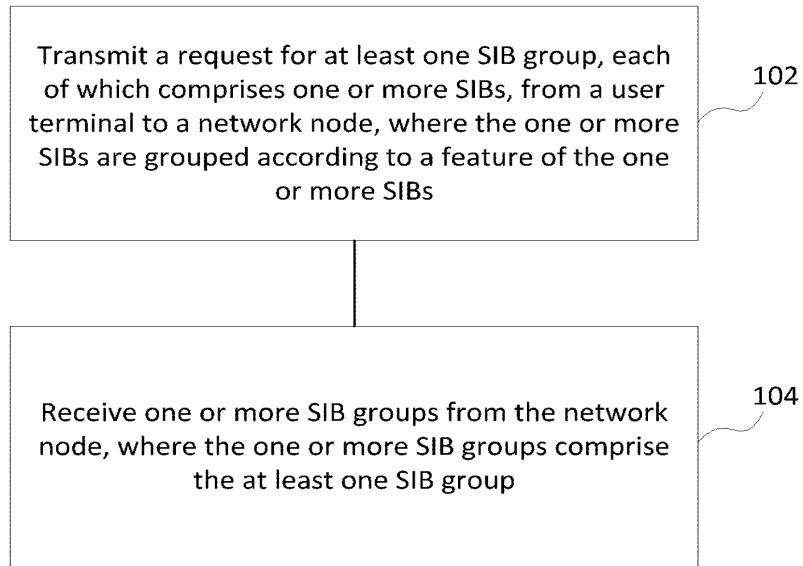 Transmit a request for at least one SIB group, each
of which comprises one or more SIBs, from a user
terminal to a network node, where the one or more
SIBs are grouped according to a feature of the one
or more SIBs
102
Receive one or more SIB groups from the network
node, where the one or more SIB groups comprise
the at least one SIB group
104